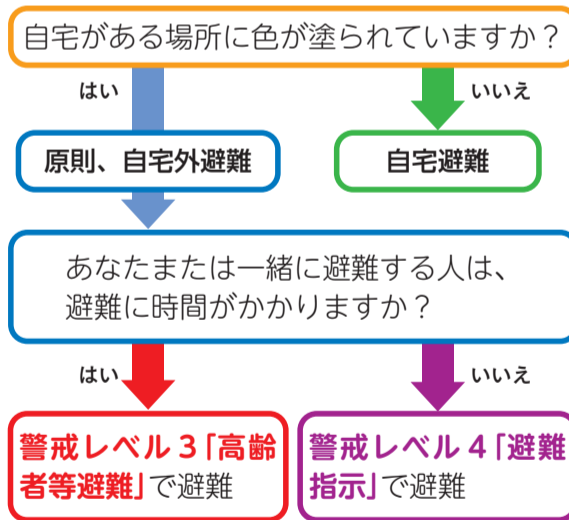 自宅がある場所に色が塗られていますか？
はい
いいえ
原則、自宅外避難
自宅避難
あなたまたは一緒に避難する人は、
避難に時間がかかりますか？
はい
いいえ
警戒レベル３「高齢
者等避難」で避難
警戒レベル４「避難
指示」で避難